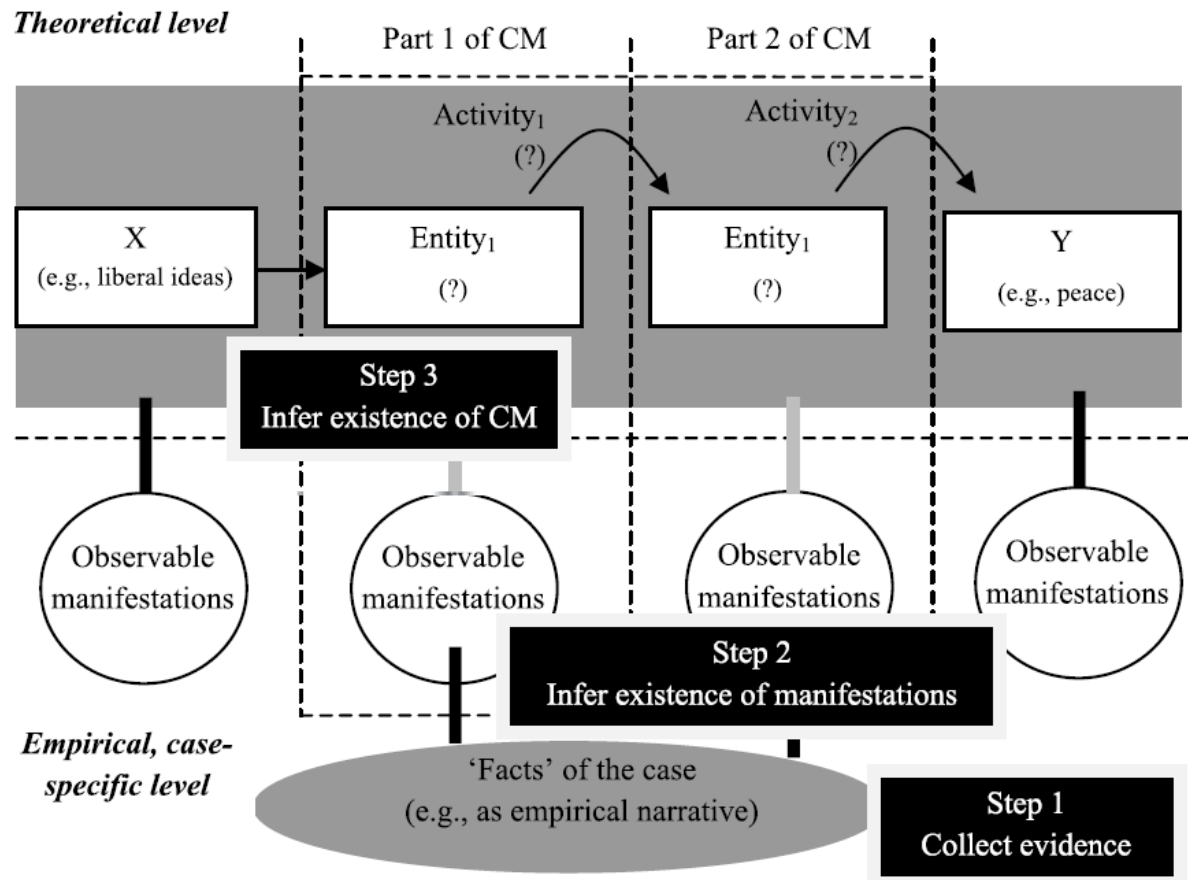 Theoretical level
Part 1 of CM
Part 2 of CM
Activity₁
(?)
Activity₂
(?)
X
(e.g., liberal ideas)
Entity₁
(?)
Entity₁
(?)
Y
(e.g., peace)
Step 3
Infer existence of CM
Observable
manifestations
Observable
manifestations
Observable
manifestations
Observable
manifestations
Step 2
Infer existence of manifestations
Empirical, case-
specific level
‘Facts’ of the case
(e.g., as empirical narrative)
Step 1
Collect evidence